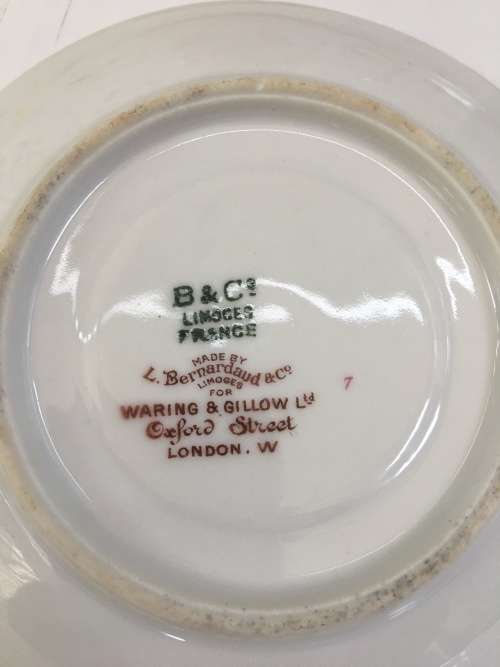 B & Co
LIMOGES
FRANCE
MADE BY
L. Bernardaud & Co
LIMOGES
FOR
WARING & GILLOW Ltd
Oxford Street
LONDON. W
7